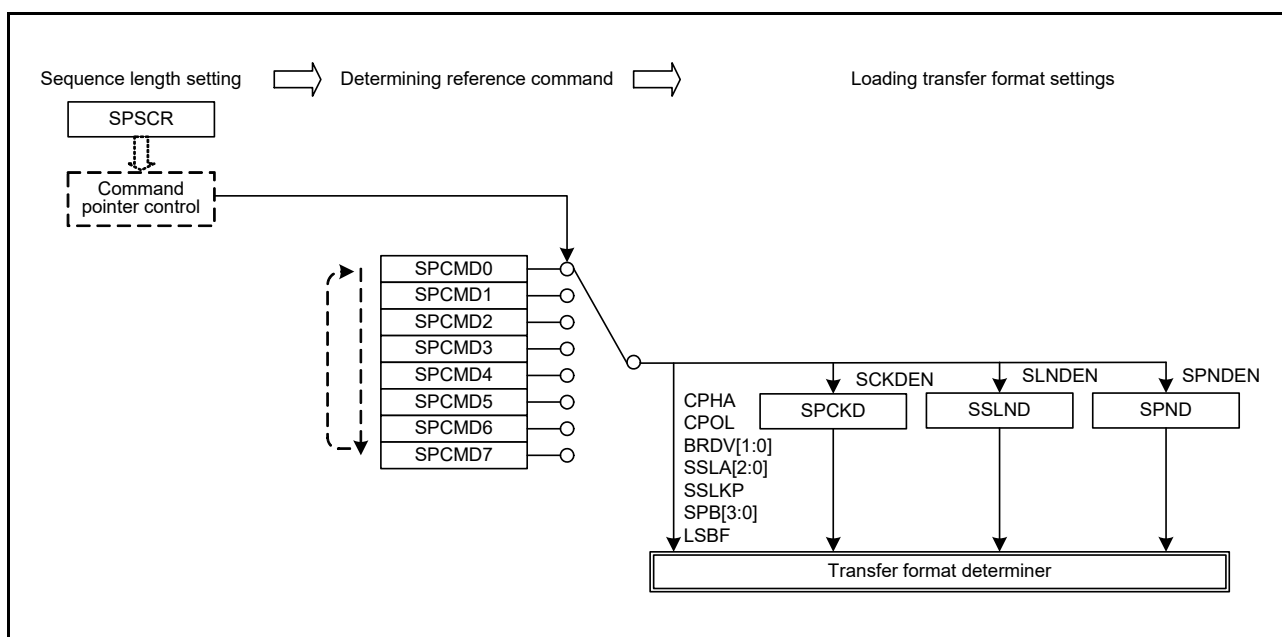 Sequence length setting
Determining reference command
Loading transfer format settings
SPSCR
Command
pointer control
SPCMD0
SPCMD1
SPCMD2
SPCMD3
SPCMD4
SPCMD5
SPCMD6
SPCMD7
CPHA
CPOL
BRDV[1:0]
SSLA[2:0]
SSLKP
SPB[3:0]
LSBF
SCKDEN
SPCKD
SLNDEN
SSLND
SPNDEN
SPND
Transfer format determiner